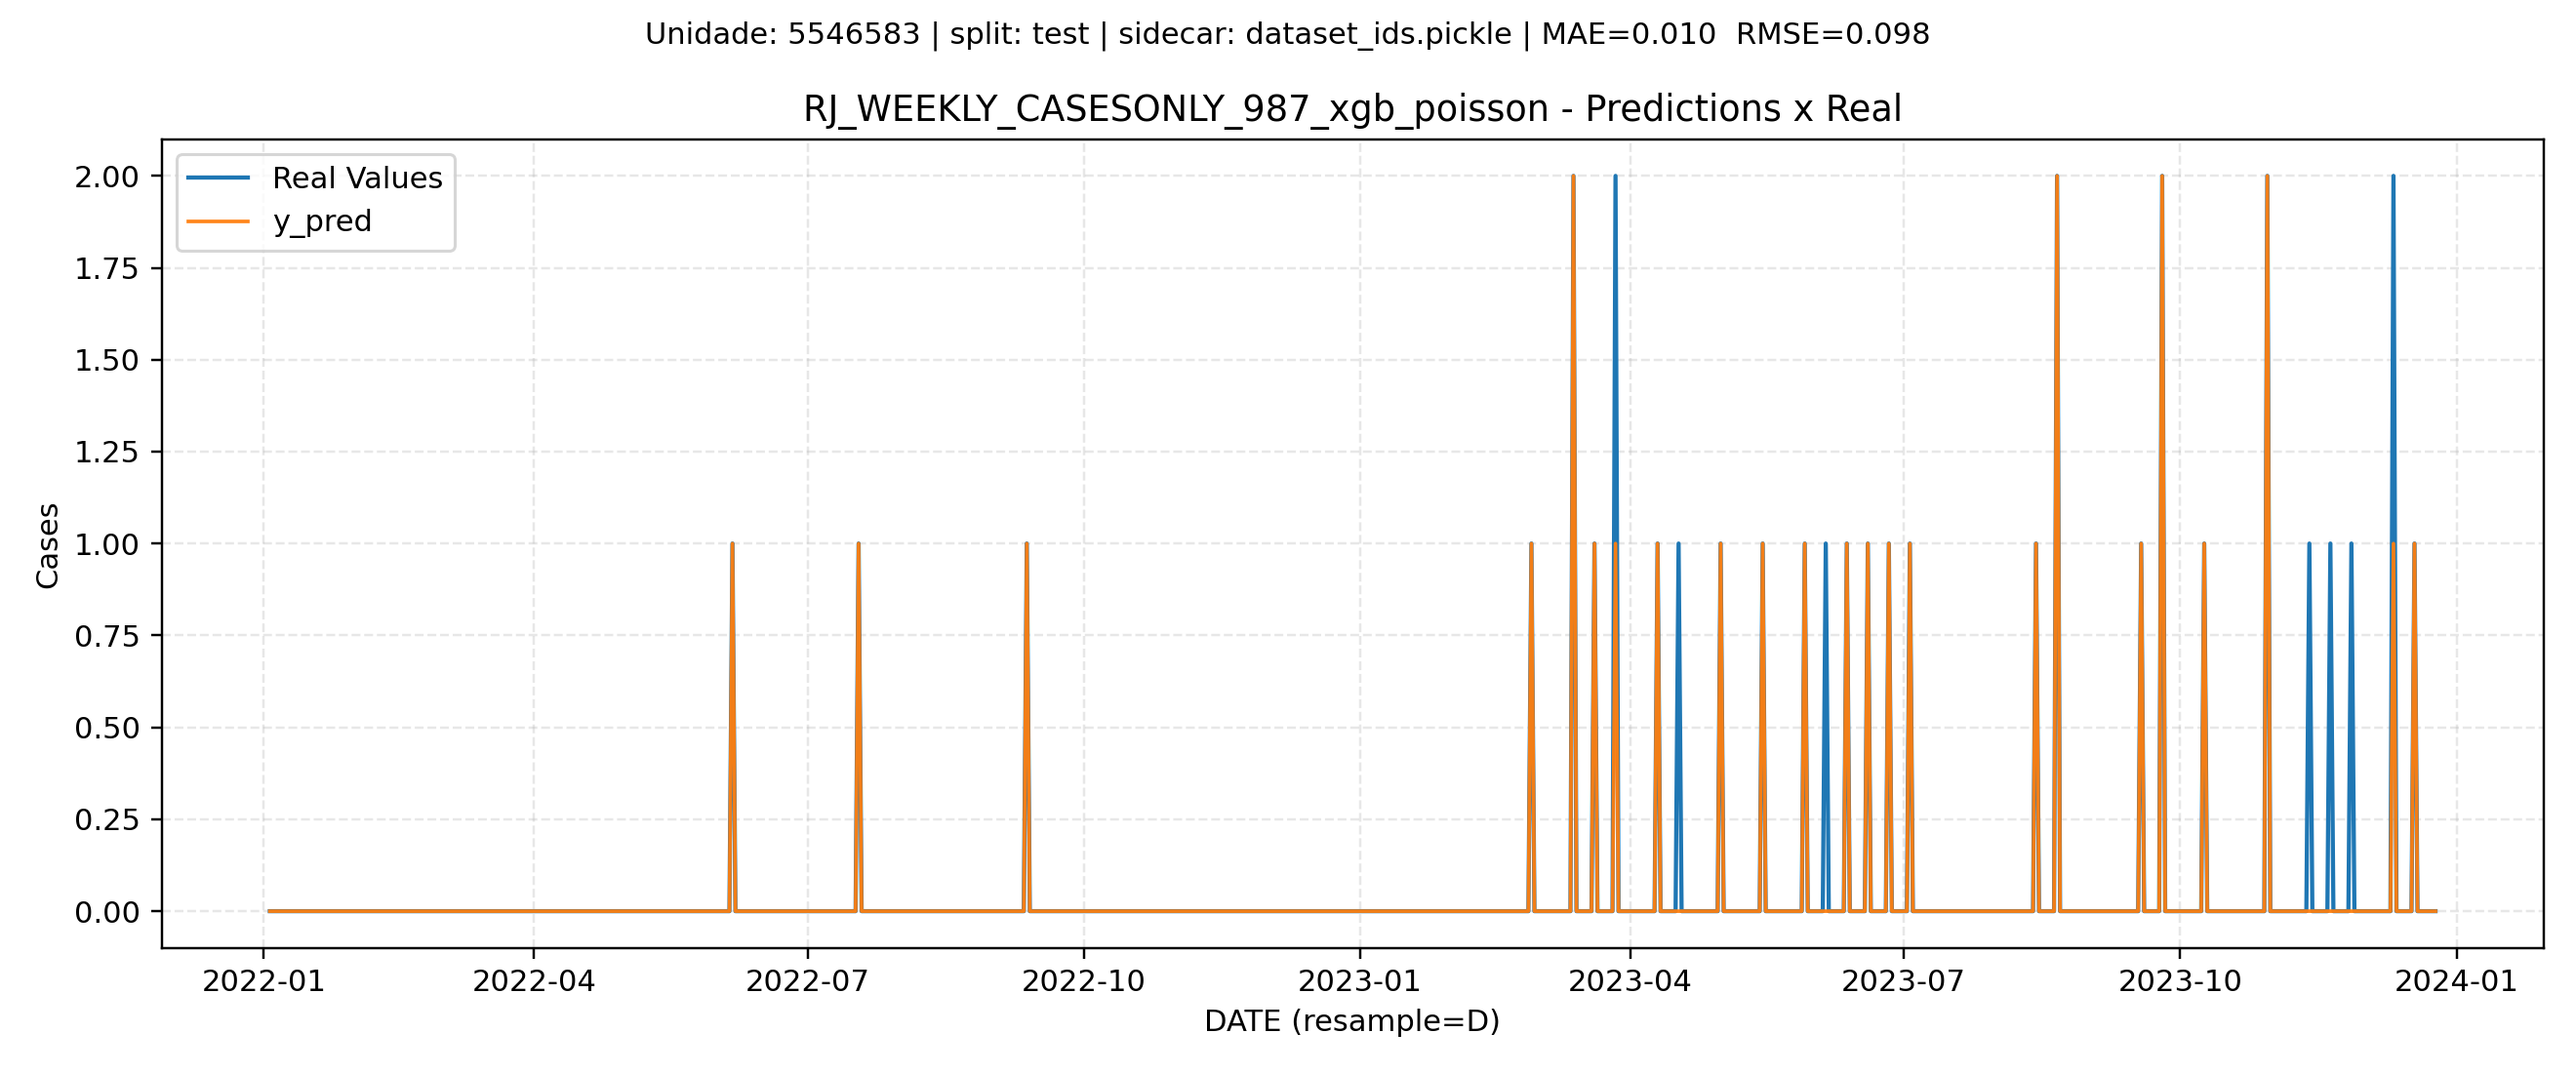 Unidade: 5546583 | split: test | sidecar: dataset_ids.pickle | MAE=0.010  RMSE=0.098
RJ_WEEKLY_CASESONLY_987_xgb_poisson - Predictions x Real
Real Values
y_pred
2.00
1.75
1.50
1.25
1.00
0.75
0.50
0.25
0.00
Cases
2022-01 2022-04 2022-07 2022-10 2023-01 2023-04 2023-07 2023-10 2024-01
DATE (resample=D)